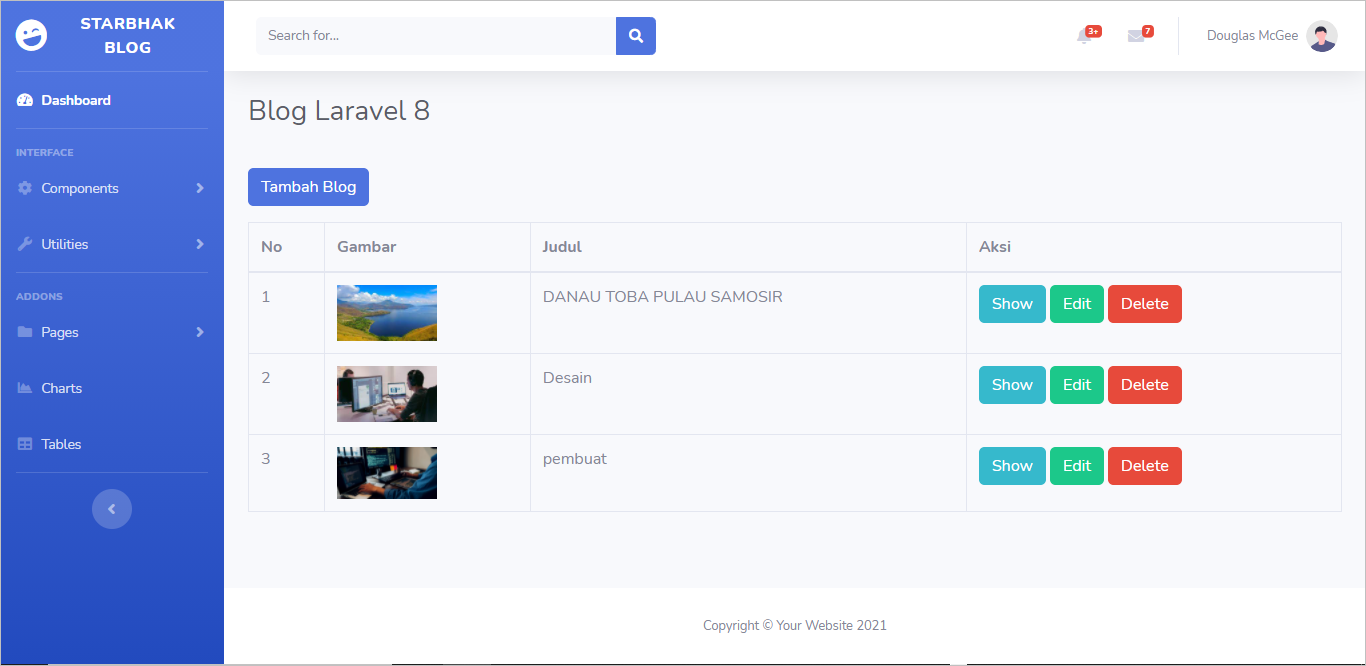 STARBHAK
BLOG
Search for...
3+
7
Douglas McGee
Dashboard
INTERFACE
Components
Utilities
ADDONS
Pages
Charts
Tables
Blog Laravel 8
Tambah Blog
No Gambar Judul Aksi
1 DANAU TOBA PULAU SAMOSIR Show Edit Delete
2 Desain Show Edit Delete
3 pembuat Show Edit Delete
Copyright © Your Website 2021